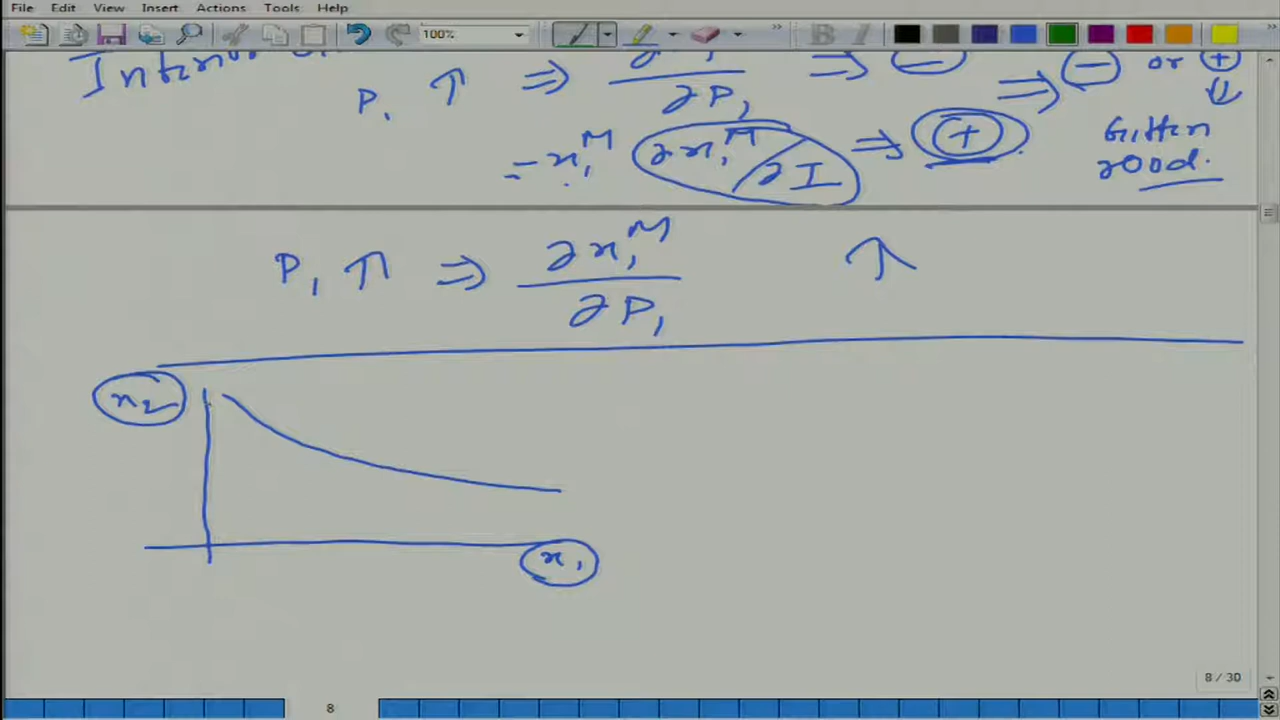 File Edit View Insert Actions Tools Help
100%
Inferior
P₁ ↑ ⇒ ∂P₁ ⇒ − ⇒ − or +
= −x₁ᴹ ∂x₁ᴹ/∂I ⇒ + Giffen
Good.
P₁ ↑ ⇒ ∂x₁ᴹ ↑
∂P₁
x₂
x₁
8 / 30
8